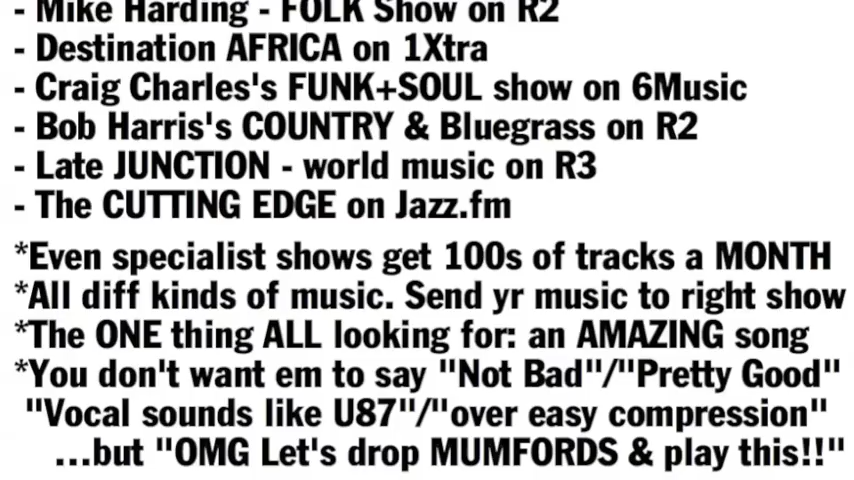 - Mike Harding - FOLK Show on R2
- Destination AFRICA on 1Xtra
- Craig Charles's FUNK+SOUL show on 6Music
- Bob Harris's COUNTRY & Bluegrass on R2
- Late JUNCTION - world music on R3
- The CUTTING EDGE on Jazz.fm
*Even specialist shows get 100s of tracks a MONTH
*All diff kinds of music. Send yr music to right show
*The ONE thing ALL looking for: an AMAZING song
*You don't want em to say "Not Bad"/"Pretty Good"
"Vocal sounds like U87"/"over easy compression"
...but "OMG Let's drop MUMFORDS & play this!!"